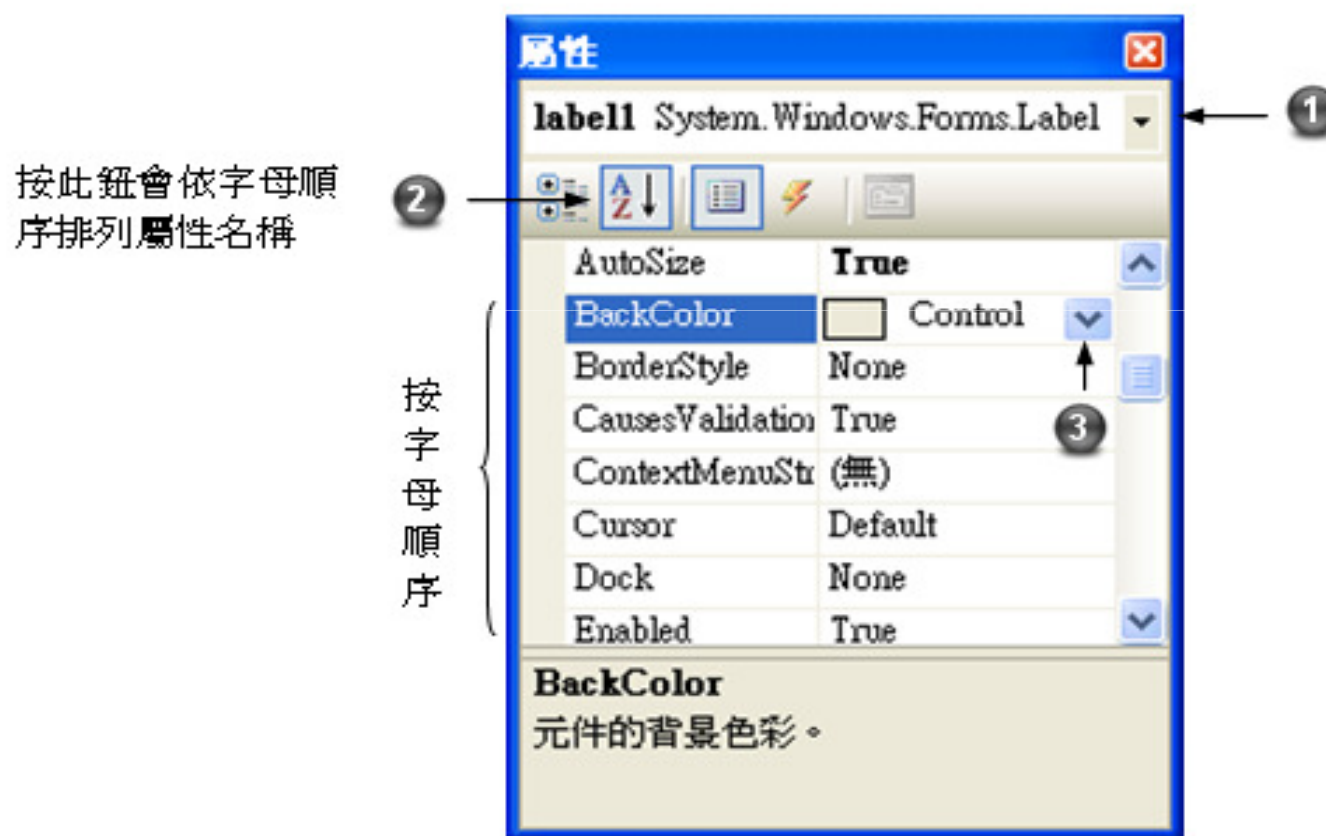 屬性
label1 System.Windows.Forms.Label
1
按此鈕會依字母順
序排列屬性名稱
2
AZ
AutoSize True
BackColor Control
BorderStyle None
CausesValidation True
3
ContextMenuStr (無)
Cursor Default
Dock None
Enabled True
按字母順序
BackColor
元件的背景色彩。